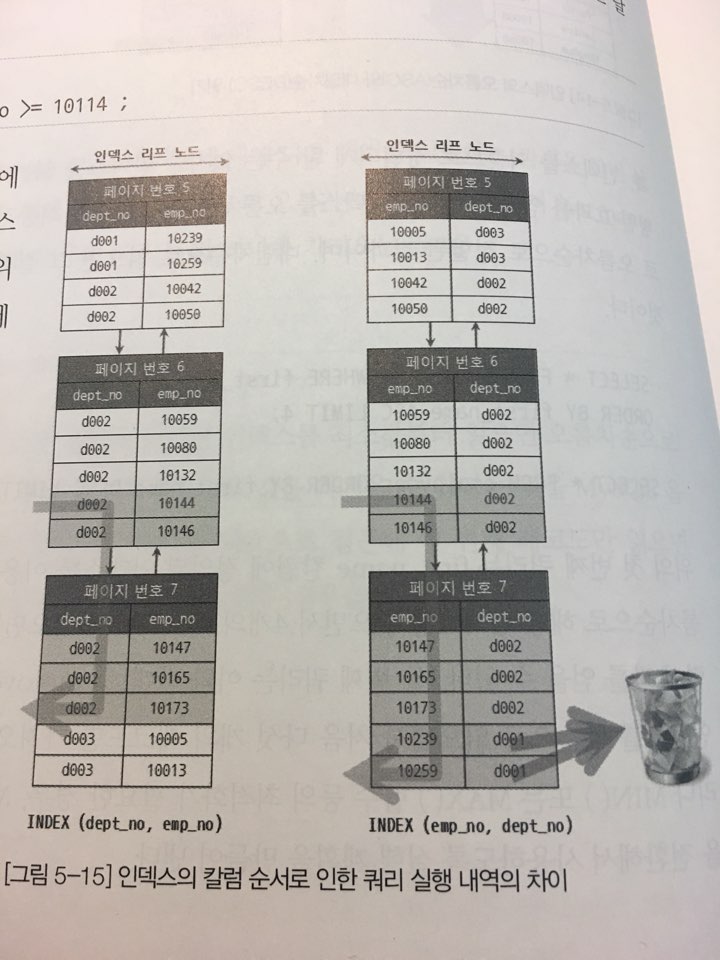 o >= 10114 ;
에
스
의
인덱스 리프 노드
페이지 번호 5
dept_no emp_no
d001 10239
d001 10259
d002 10042
d002 10050
페이지 번호 6
dept_no emp_no
d002 10059
d002 10080
d002 10132
d002 10144
d002 10146
페이지 번호 7
dept_no emp_no
d002 10147
d002 10165
d002 10173
d003 10005
d003 10013
INDEX (dept_no, emp_no)
인덱스 리프 노드
페이지 번호 5
emp_no dept_no
10005 d003
10013 d003
10042 d002
10050 d002
페이지 번호 6
emp_no dept_no
10059 d002
10080 d002
10132 d002
10144 d002
10146 d002
페이지 번호 7
emp_no dept_no
10147 d002
10165 d002
10173 d002
10239 d001
10259 d001
INDEX (emp_no, dept_no)
[그림 5-15] 인덱스의 칼럼 순서로 인한 쿼리 실행 내역의 차이